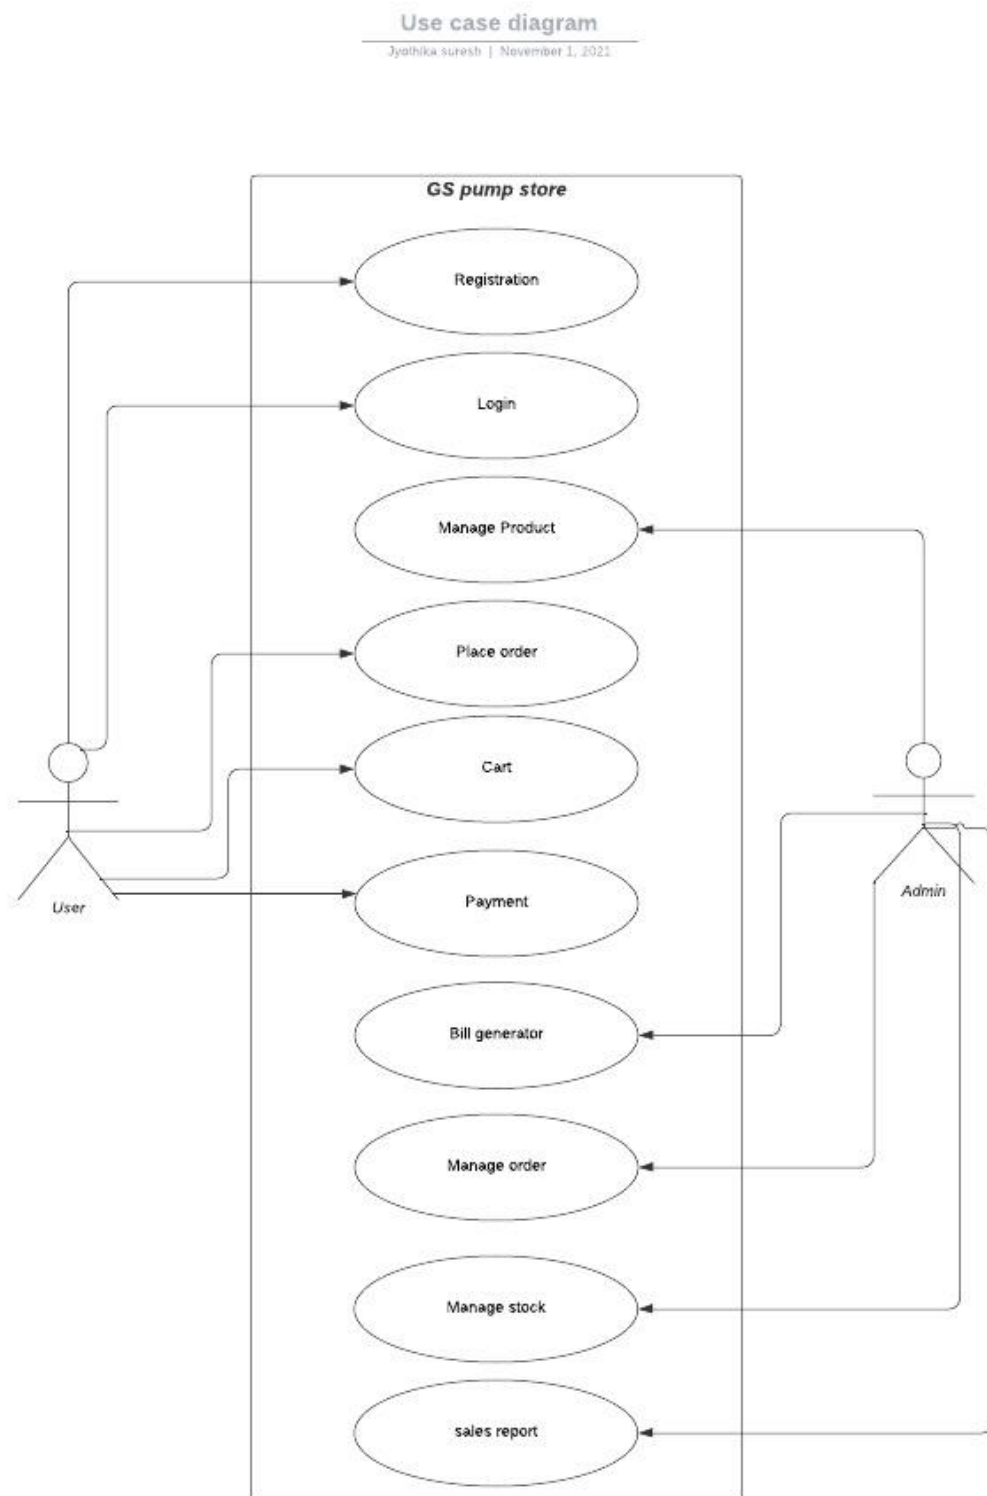 Use case diagram
Jyothika suresh | November 1, 2021
GS pump store
Registration
Login
Manage Product
Place order
Cart
Payment
User
Admin
Bill generator
Manage order
Manage stock
sales report